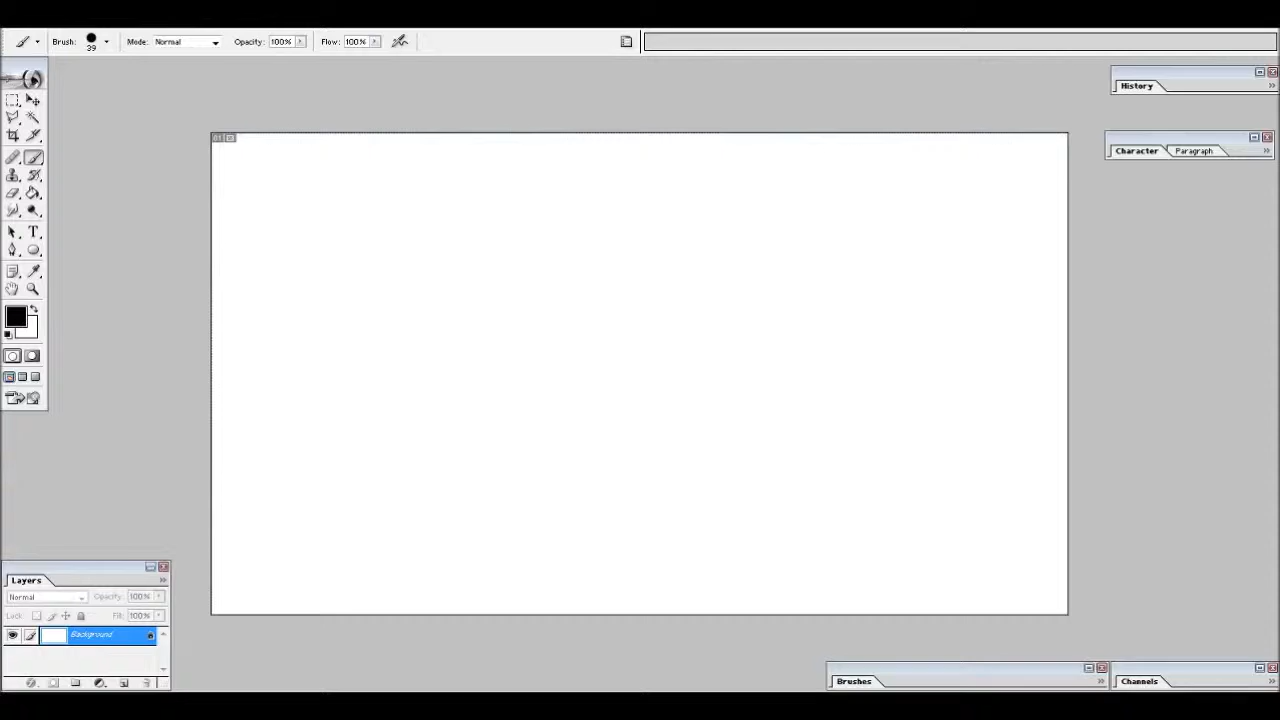 Brush: 39 Mode: Normal Opacity: 100% Flow: 100%
History
Character Paragraph
T
Layers
Normal Opacity: 100%
Lock: Fill: 100%
Background
Brushes
Channels